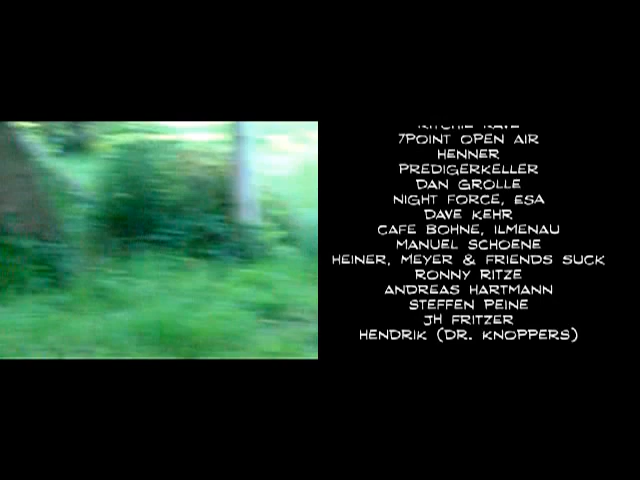 7POINT OPEN AIR
HENNER
PREDIGERKELLER
DAN GROLLE
NIGHT FORCE, ESA
DAVE KEHR
CAFE BOHNE, ILMENAU
MANUEL SCHOENE
HEINER, MEYER & FRIENDS SUCK
RONNY RITZE
ANDREAS HARTMANN
STEFFEN PEINE
JH FRITZER
HENDRIK (DR. KNOPPERS)